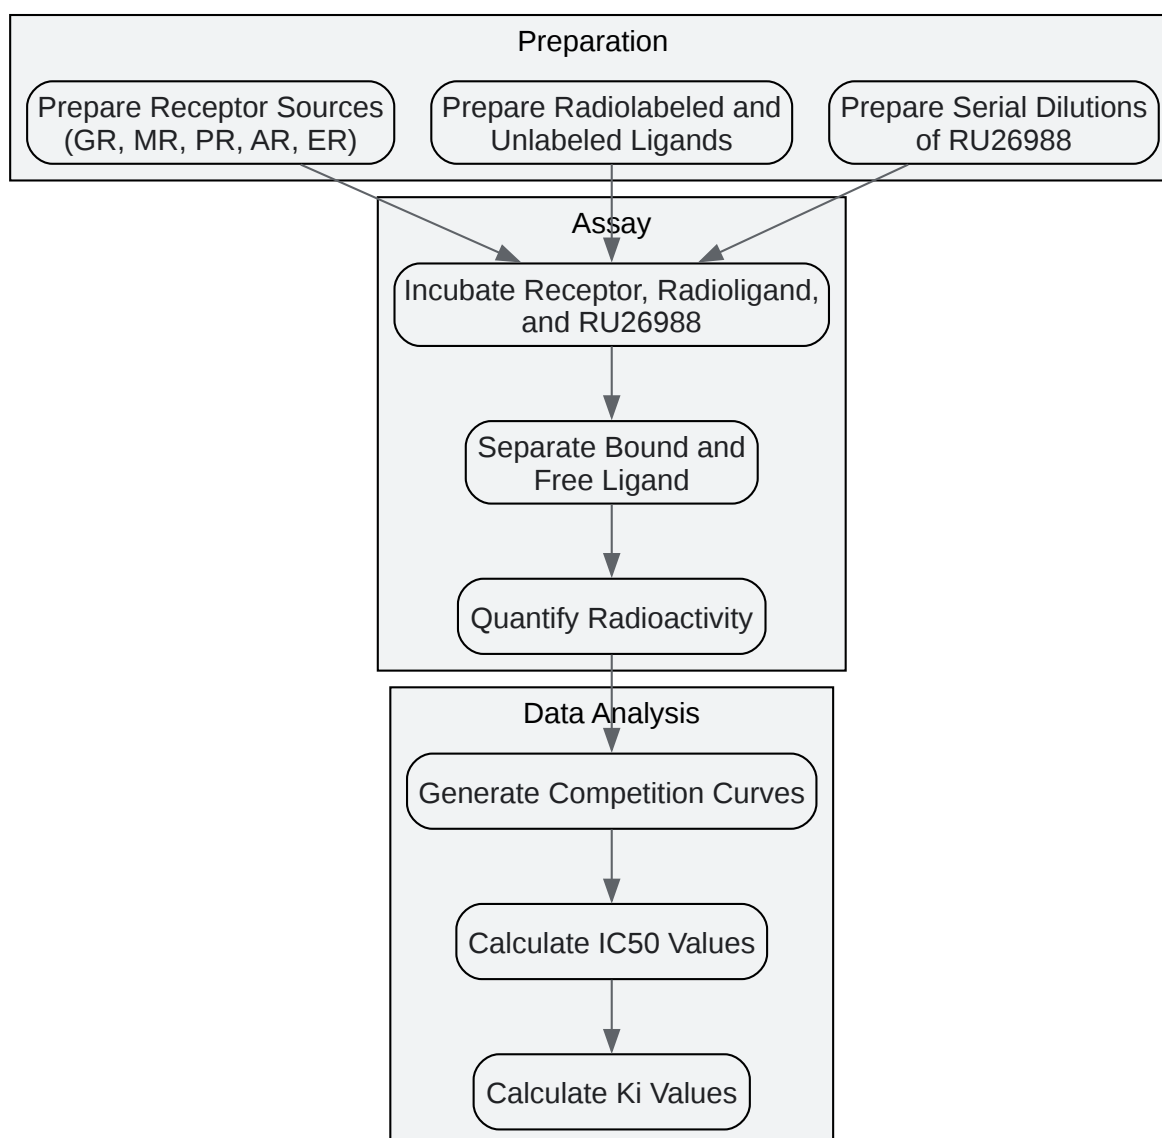 Preparation
Prepare Receptor Sources
(GR, MR, PR, AR, ER)
Prepare Radiolabeled and
Unlabeled Ligands
Prepare Serial Dilutions
of RU26988
Assay
Incubate Receptor, Radioligand,
and RU26988
Separate Bound and
Free Ligand
Quantify Radioactivity
Data Analysis
Generate Competition Curves
Calculate IC50 Values
Calculate Ki Values